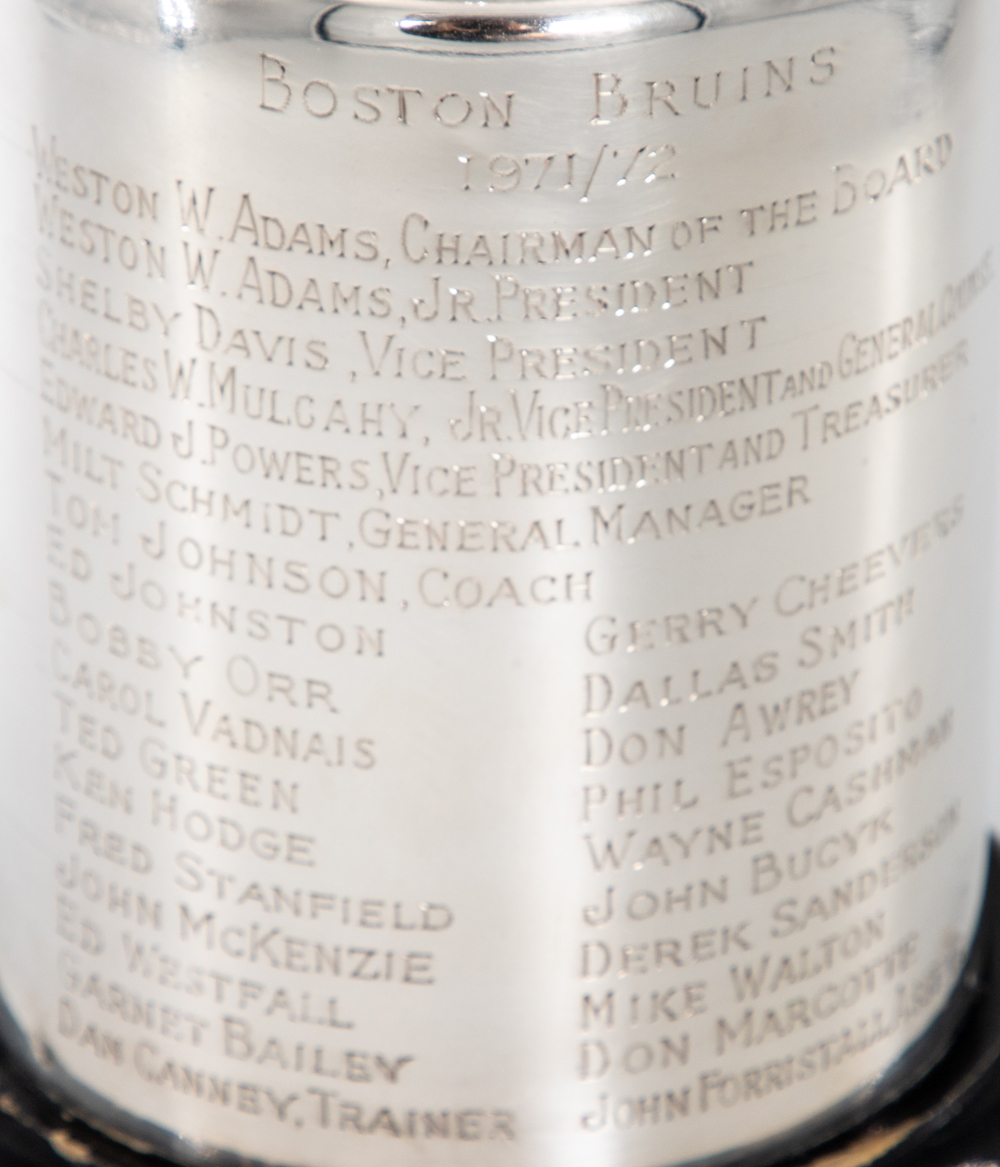 BOSTON BRUINS
1971/72
WESTON W. ADAMS, CHAIRMAN OF THE BOARD
WESTON W. ADAMS, JR. PRESIDENT
SHELBY DAVIS, VICE PRESIDENT
CHARLES W. MULCAHY, JR. VICE PRESIDENT AND GENERAL
EDWARD J. POWERS, VICE PRESIDENT AND TREASURER
MILT SCHMIDT, GENERAL MANAGER
TOM JOHNSON, COACH
ED JOHNSTON GERRY CHEEVERS
BOBBY ORR DALLAS SMITH
CAROL VADNAIS DON AWREY
TED GREEN PHIL ESPOSITO
KEN HODGE WAYNE CASHMAN
FRED STANFIELD JOHN BUCYK
JOHN MCKENZIE DEREK SANDERSON
ED WESTFALL MIKE WALTON
GARNET BAILEY DON MARCOTTE
DAN CANNEY, TRAINER JOHN FORRISTALL